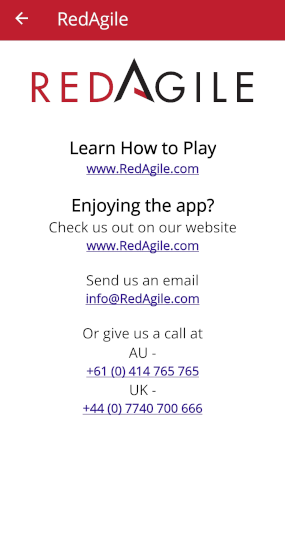 RedAgile
REDAGILE
Learn How to Play
www.RedAgile.com
Enjoying the app?
Check us out on our website
www.RedAgile.com
Send us an email
info@RedAgile.com
Or give us a call at
AU -
+61 (0) 414 765 765
UK -
+44 (0) 7740 700 666